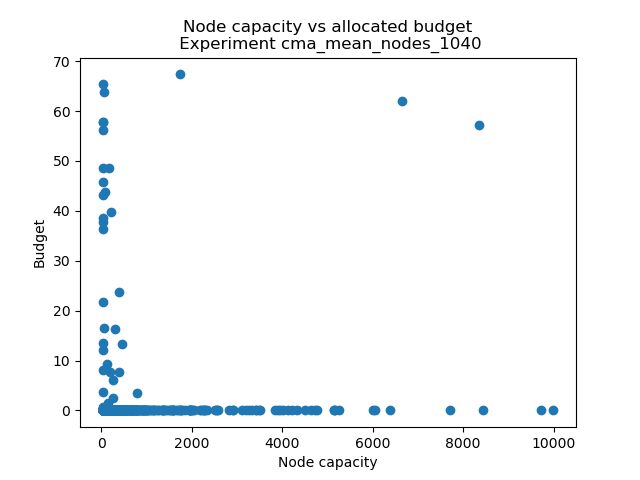 Node capacity vs allocated budget
Experiment cma_mean_nodes_1040
70
60
50
40
30
20
10
0
Budget
0 2000 4000 6000 8000 10000
Node capacity